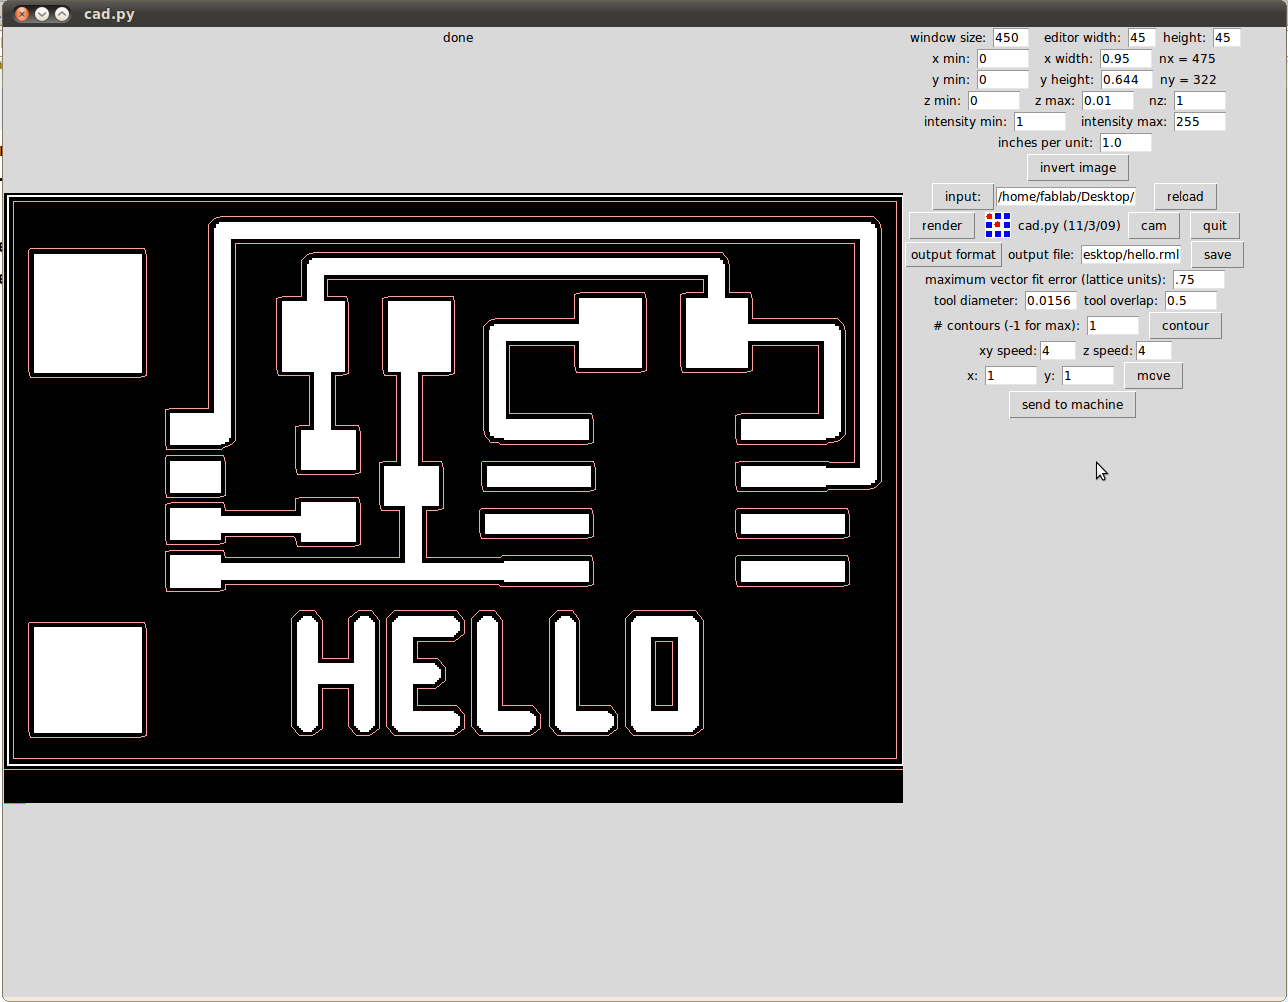 cad.py
done
window size: 450 editor width: 45 height: 45
x min: 0 x width: 0.95 nx = 475
y min: 0 y height: 0.644 ny = 322
z min: 0 z max: 0.01 nz: 1
intensity min: 1 intensity max: 255
inches per unit: 1.0
invert image
input: /home/fablab/Desktop/ reload
render cad.py (11/3/09) cam quit
output format output file: esktop/hello.rml save
maximum vector fit error (lattice units): .75
tool diameter: 0.0156 tool overlap: 0.5
# contours (-1 for max): 1 contour
xy speed: 4 z speed: 4
x: 1 y: 1 move
send to machine
HELLO